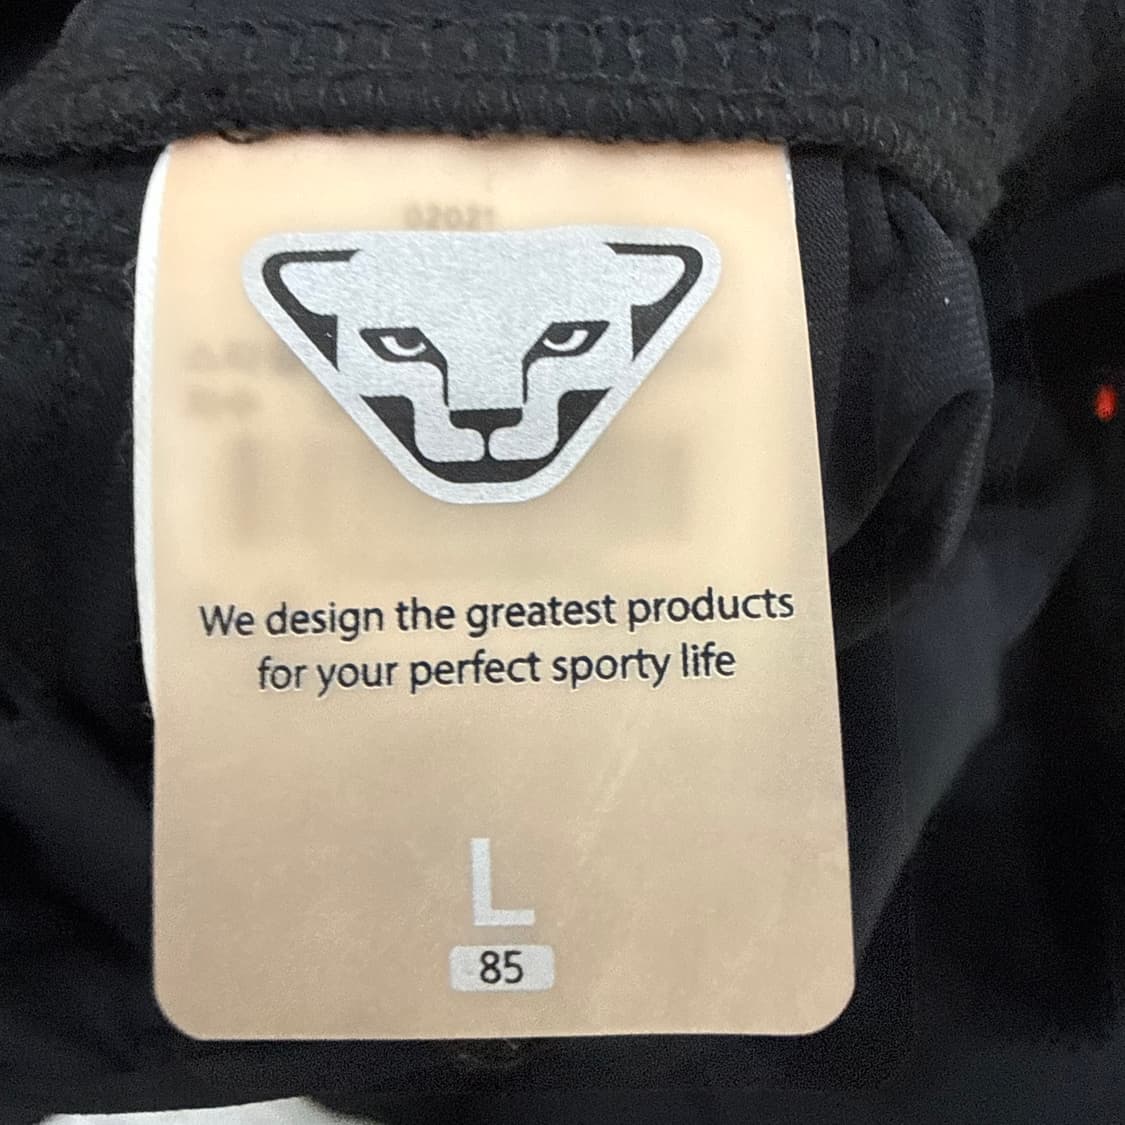 We design the greatest products
for your perfect sporty life
L
85